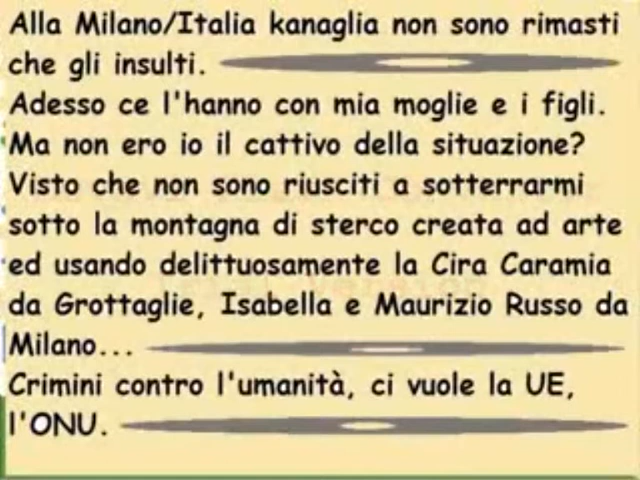 Alla Milano/Italia kanaglia non sono rimasti
che gli insulti.
Adesso ce l'hanno con mia moglie e i figli.
Ma non ero io il cattivo della situazione?
Visto che non sono riusciti a sotterrarmi
sotto la montagna di sterco creata ad arte
ed usando delittuosamente la Cira Caramia
da Grottaglie, Isabella e Maurizio Russo da
Milano...
Crimini contro l'umanità, ci vuole la UE,
l'ONU.